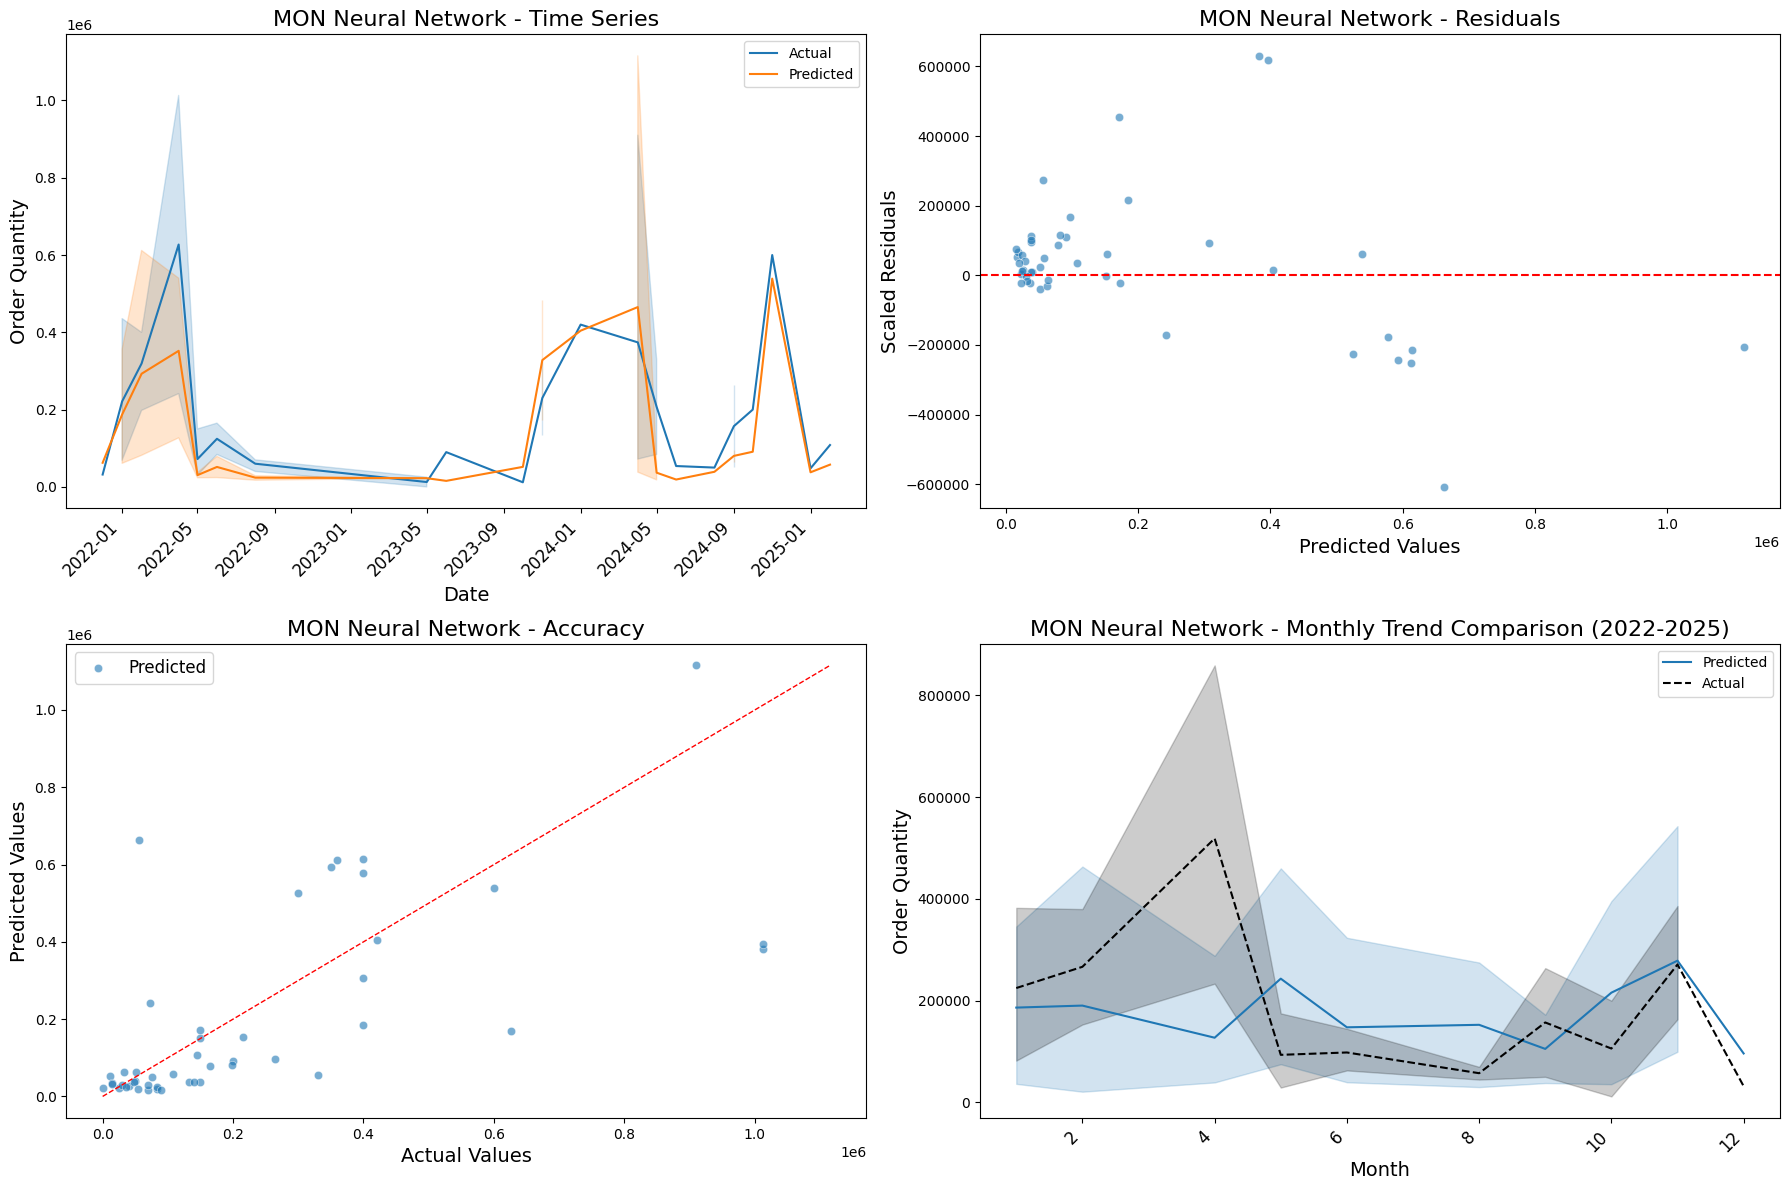 MON Neural Network - Time Series
1e6
Order Quantity
1.0
0.8
0.6
0.4
0.2
0.0
Actual
Predicted
2022-01
2022-05
2022-09
2023-01
2023-05
2023-09
2024-01
2024-05
2024-09
2025-01
Date
MON Neural Network - Residuals
Scaled Residuals
600000
400000
200000
0
−200000
−400000
−600000
0.0
0.2
0.4
0.6
0.8
1.0
1e6
Predicted Values
MON Neural Network - Accuracy
1e6
Predicted Values
1.0
0.8
0.6
0.4
0.2
0.0
Predicted
0.0
0.2
0.4
0.6
0.8
1.0
1e6
Actual Values
MON Neural Network - Monthly Trend Comparison (2022-2025)
Order Quantity
800000
600000
400000
200000
0
Predicted
Actual
2
4
6
8
10
12
Month